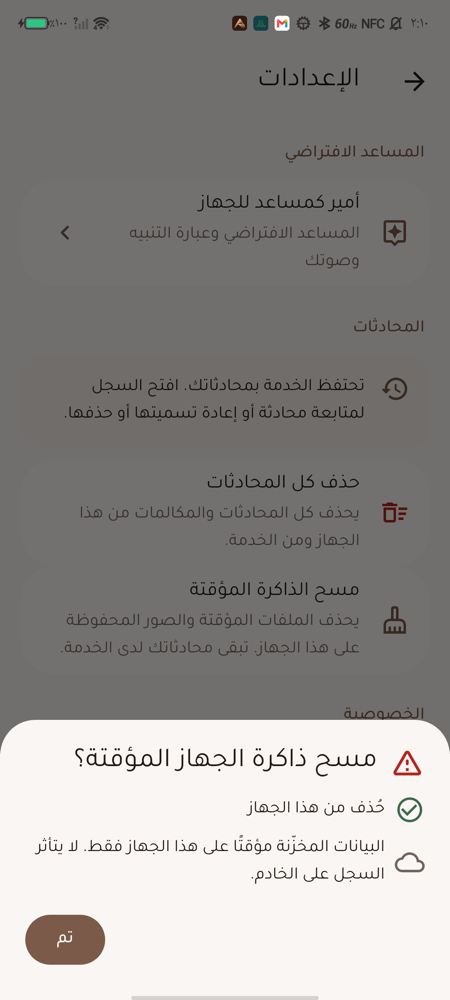 ٢:١٠ NFC 60Hz ٪١٠٠
الإعدادات
المساعد الافتراضي
أمير كمساعد للجهاز
المساعد الافتراضي وعبارة التنبيه
وصوتك
المحادثات
تحتفظ الخدمة بمحادثاتك. افتح السجل
لمتابعة محادثة أو إعادة تسميتها أو حذفها.
حذف كل المحادثات
يحذف كل المحادثات والمكالمات من هذا
الجهاز ومن الخدمة.
مسح الذاكرة المؤقتة
يحذف الملفات المؤقتة والصور المحفوظة
على هذا الجهاز. تبقى محادثاتك لدى الخدمة.
الخصوصية
مسح ذاكرة الجهاز المؤقتة؟
حُذف من هذا الجهاز
البيانات المخزّنة مؤقتًا على هذا الجهاز فقط. لا يتأثر
السجل على الخادم.
تم